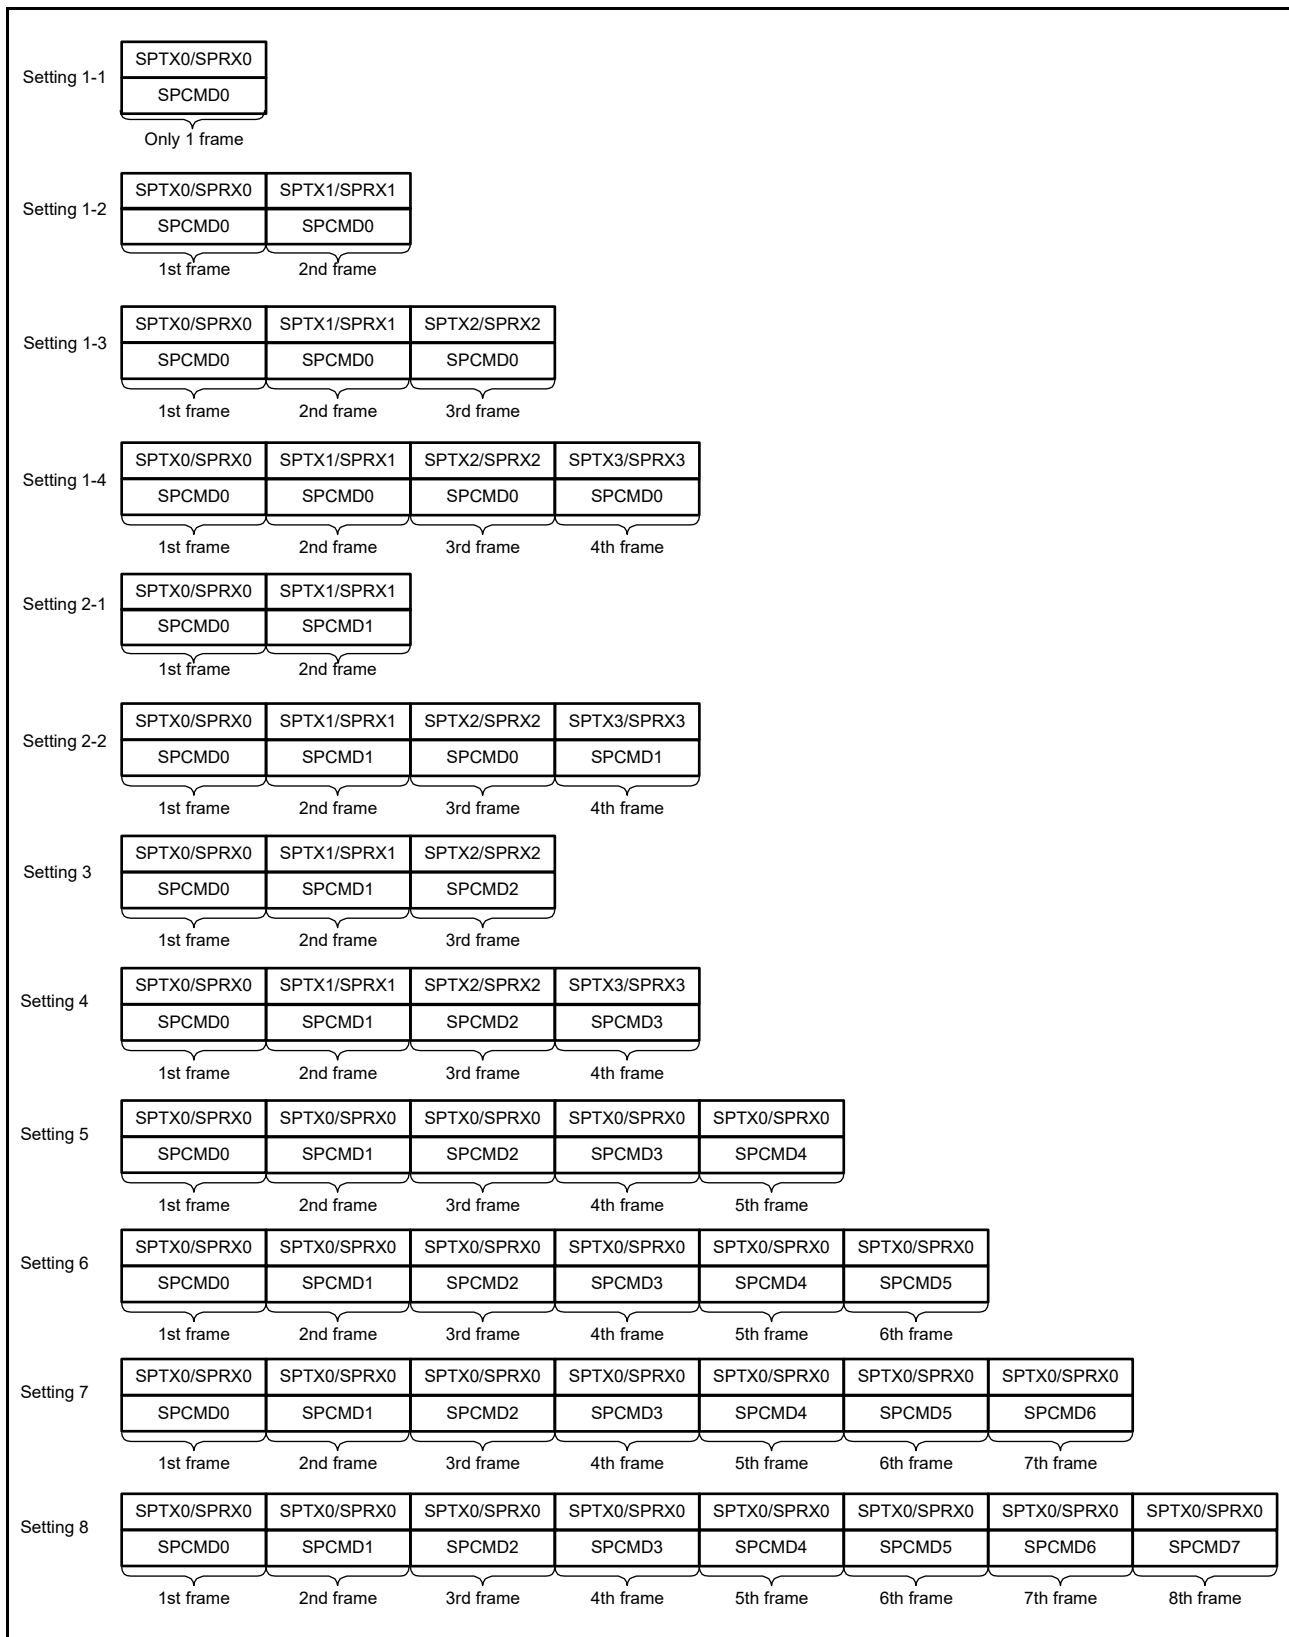 SPTX0/SPRX0
Setting 1-1
SPCMD0
Only 1 frame
SPTX0/SPRX0 SPTX1/SPRX1
Setting 1-2
SPCMD0 SPCMD0
1st frame 2nd frame
SPTX0/SPRX0 SPTX1/SPRX1 SPTX2/SPRX2
Setting 1-3
SPCMD0 SPCMD0 SPCMD0
1st frame 2nd frame 3rd frame
SPTX0/SPRX0 SPTX1/SPRX1 SPTX2/SPRX2 SPTX3/SPRX3
Setting 1-4
SPCMD0 SPCMD0 SPCMD0 SPCMD0
1st frame 2nd frame 3rd frame 4th frame
SPTX0/SPRX0 SPTX1/SPRX1
Setting 2-1
SPCMD0 SPCMD1
1st frame 2nd frame
SPTX0/SPRX0 SPTX1/SPRX1 SPTX2/SPRX2 SPTX3/SPRX3
Setting 2-2
SPCMD0 SPCMD1 SPCMD0 SPCMD1
1st frame 2nd frame 3rd frame 4th frame
SPTX0/SPRX0 SPTX1/SPRX1 SPTX2/SPRX2
Setting 3
SPCMD0 SPCMD1 SPCMD2
1st frame 2nd frame 3rd frame
SPTX0/SPRX0 SPTX1/SPRX1 SPTX2/SPRX2 SPTX3/SPRX3
Setting 4
SPCMD0 SPCMD1 SPCMD2 SPCMD3
1st frame 2nd frame 3rd frame 4th frame
SPTX0/SPRX0 SPTX0/SPRX0 SPTX0/SPRX0 SPTX0/SPRX0 SPTX0/SPRX0
Setting 5
SPCMD0 SPCMD1 SPCMD2 SPCMD3 SPCMD4
1st frame 2nd frame 3rd frame 4th frame 5th frame
SPTX0/SPRX0 SPTX0/SPRX0 SPTX0/SPRX0 SPTX0/SPRX0 SPTX0/SPRX0 SPTX0/SPRX0
Setting 6
SPCMD0 SPCMD1 SPCMD2 SPCMD3 SPCMD4 SPCMD5
1st frame 2nd frame 3rd frame 4th frame 5th frame 6th frame
SPTX0/SPRX0 SPTX0/SPRX0 SPTX0/SPRX0 SPTX0/SPRX0 SPTX0/SPRX0 SPTX0/SPRX0 SPTX0/SPRX0
Setting 7
SPCMD0 SPCMD1 SPCMD2 SPCMD3 SPCMD4 SPCMD5 SPCMD6
1st frame 2nd frame 3rd frame 4th frame 5th frame 6th frame 7th frame
SPTX0/SPRX0 SPTX0/SPRX0 SPTX0/SPRX0 SPTX0/SPRX0 SPTX0/SPRX0 SPTX0/SPRX0 SPTX0/SPRX0 SPTX0/SPRX0
Setting 8
SPCMD0 SPCMD1 SPCMD2 SPCMD3 SPCMD4 SPCMD5 SPCMD6 SPCMD7
1st frame 2nd frame 3rd frame 4th frame 5th frame 6th frame 7th frame 8th frame